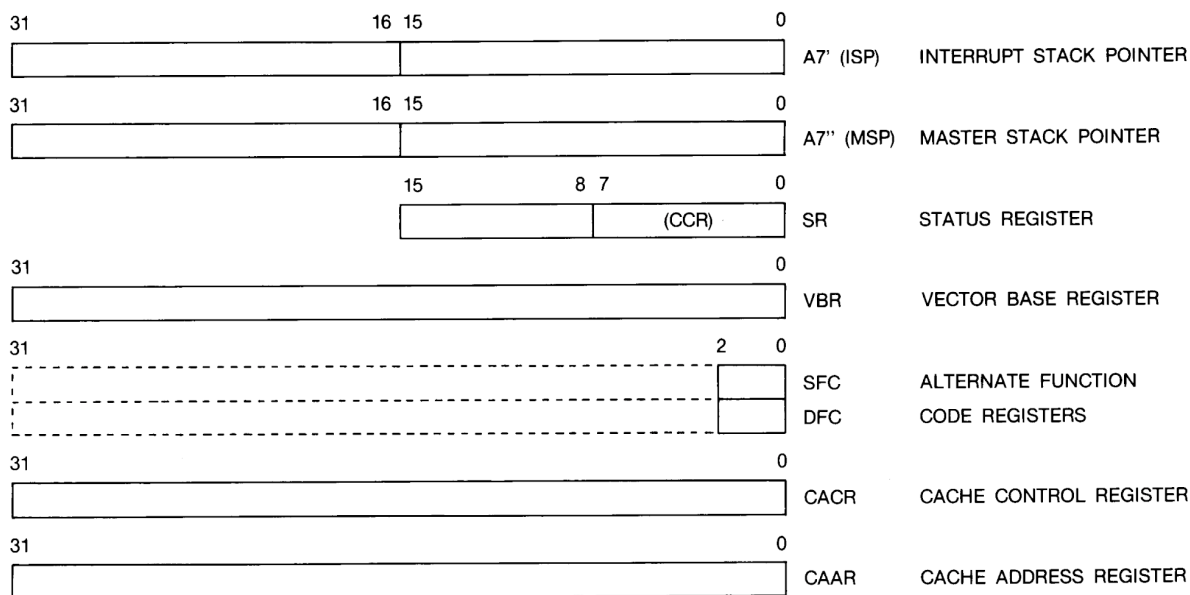 31 16 15 0
A7' (ISP) INTERRUPT STACK POINTER
31 16 15 0
A7'' (MSP) MASTER STACK POINTER
15 8 7 0
(CCR) SR STATUS REGISTER
31 0
VBR VECTOR BASE REGISTER
31 2 0
SFC ALTERNATE FUNCTION
DFC CODE REGISTERS
31 0
CACR CACHE CONTROL REGISTER
31 0
CAAR CACHE ADDRESS REGISTER